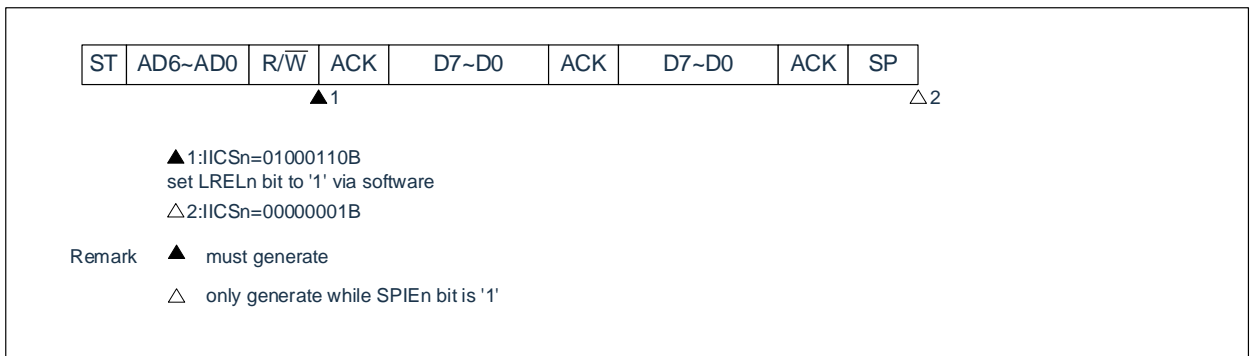 ST AD6~AD0 R/W̅ ACK D7~D0 ACK D7~D0 ACK SP
▲1 △2
▲1:IICSn=01000110B
set LRELn bit to '1' via software
△2:IICSn=00000001B
Remark ▲ must generate
△ only generate while SPIEn bit is '1'